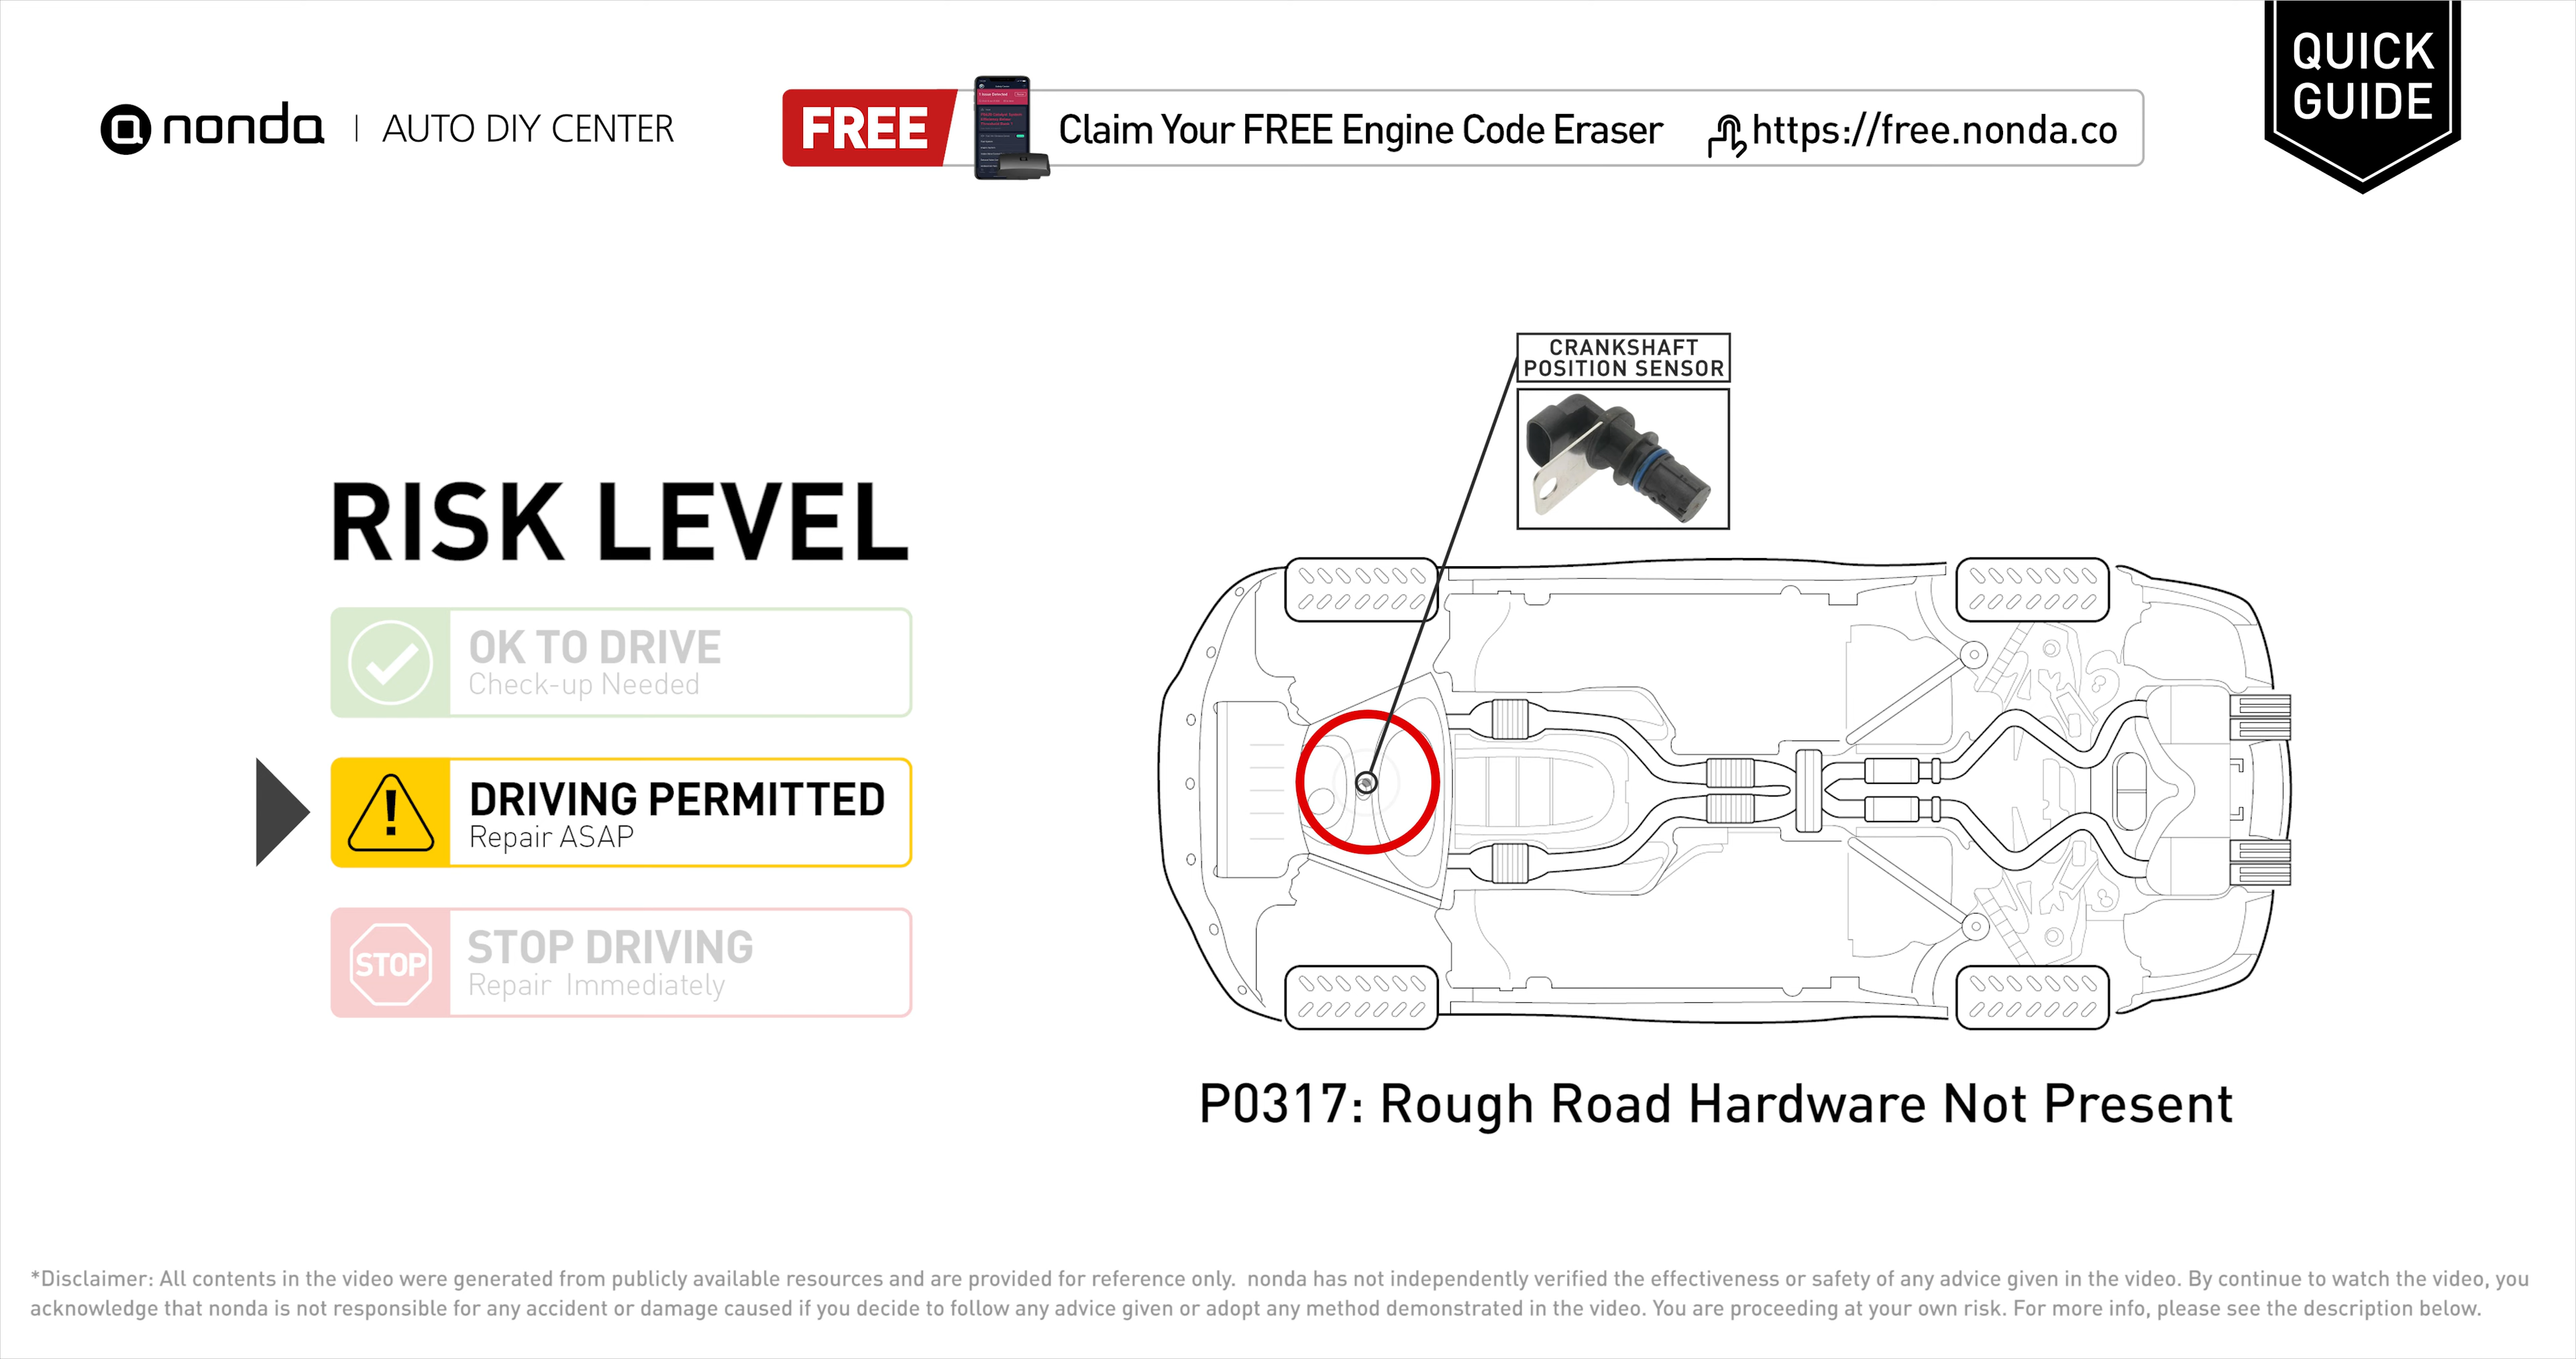 nonda | AUTO DIY CENTER
FREE
Claim Your FREE Engine Code Eraser
https://free.nonda.co
QUICK
GUIDE
CRANKSHAFT
POSITION SENSOR
RISK LEVEL
OK TO DRIVE
Check-up Needed
DRIVING PERMITTED
Repair ASAP
STOP
STOP DRIVING
Repair Immediately
P0317: Rough Road Hardware Not Present
*Disclaimer: All contents in the video were generated from publicly available resources and are provided for reference only. nonda has not independently verified the effectiveness or safety of any advice given in the video. By continue to watch the video, you
acknowledge that nonda is not responsible for any accident or damage caused if you decide to follow any advice given or adopt any method demonstrated in the video. You are proceeding at your own risk. For more info, please see the description below.